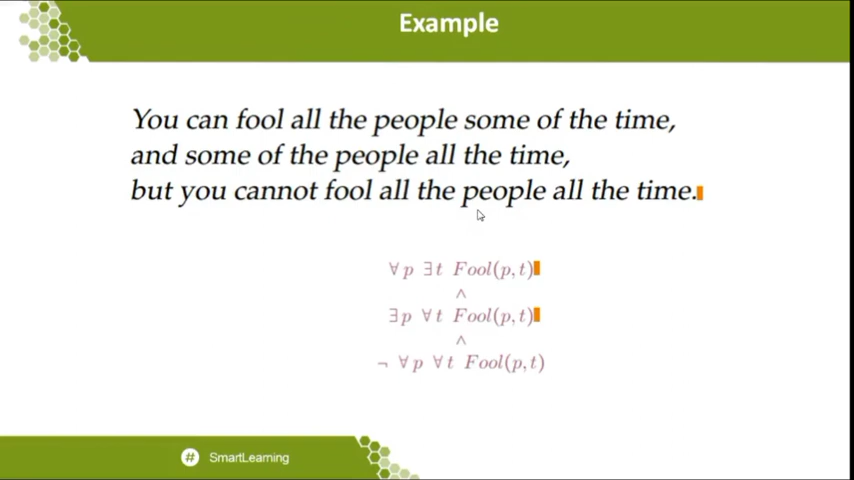 Example
You can fool all the people some of the time,
and some of the people all the time,
but you cannot fool all the people all the time.
∀p ∃t Fool(p, t)
∧
∃p ∀t Fool(p, t)
∧
¬ ∀p ∀t Fool(p, t)
# SmartLearning